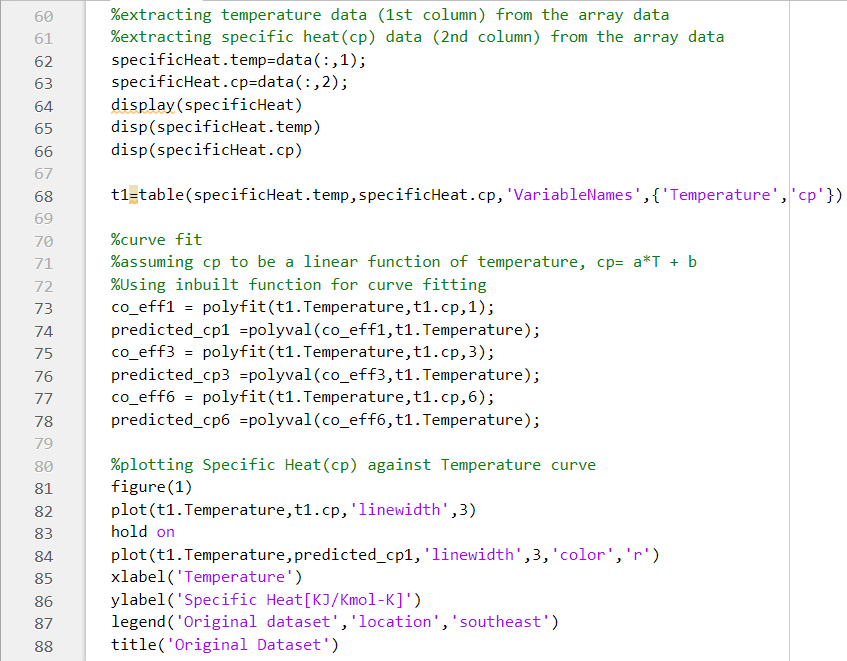 60 %extracting temperature data (1st column) from the array data
61 %extracting specific heat(cp) data (2nd column) from the array data
62 specificHeat.temp=data(:,1);
63 specificHeat.cp=data(:,2);
64 display(specificHeat)
65 disp(specificHeat.temp)
66 disp(specificHeat.cp)
67
68 t1=table(specificHeat.temp,specificHeat.cp,'VariableNames',{'Temperature','cp'})
69
70 %curve fit
71 %assuming cp to be a linear function of temperature, cp= a*T + b
72 %Using inbuilt function for curve fitting
73 co_eff1 = polyfit(t1.Temperature,t1.cp,1);
74 predicted_cp1 =polyval(co_eff1,t1.Temperature);
75 co_eff3 = polyfit(t1.Temperature,t1.cp,3);
76 predicted_cp3 =polyval(co_eff3,t1.Temperature);
77 co_eff6 = polyfit(t1.Temperature,t1.cp,6);
78 predicted_cp6 =polyval(co_eff6,t1.Temperature);
79
80 %plotting Specific Heat(cp) against Temperature curve
81 figure(1)
82 plot(t1.Temperature,t1.cp,'linewidth',3)
83 hold on
84 plot(t1.Temperature,predicted_cp1,'linewidth',3,'color','r')
85 xlabel('Temperature')
86 ylabel('Specific Heat[KJ/Kmol-K]')
87 legend('Original dataset','location','southeast')
88 title('Original Dataset')